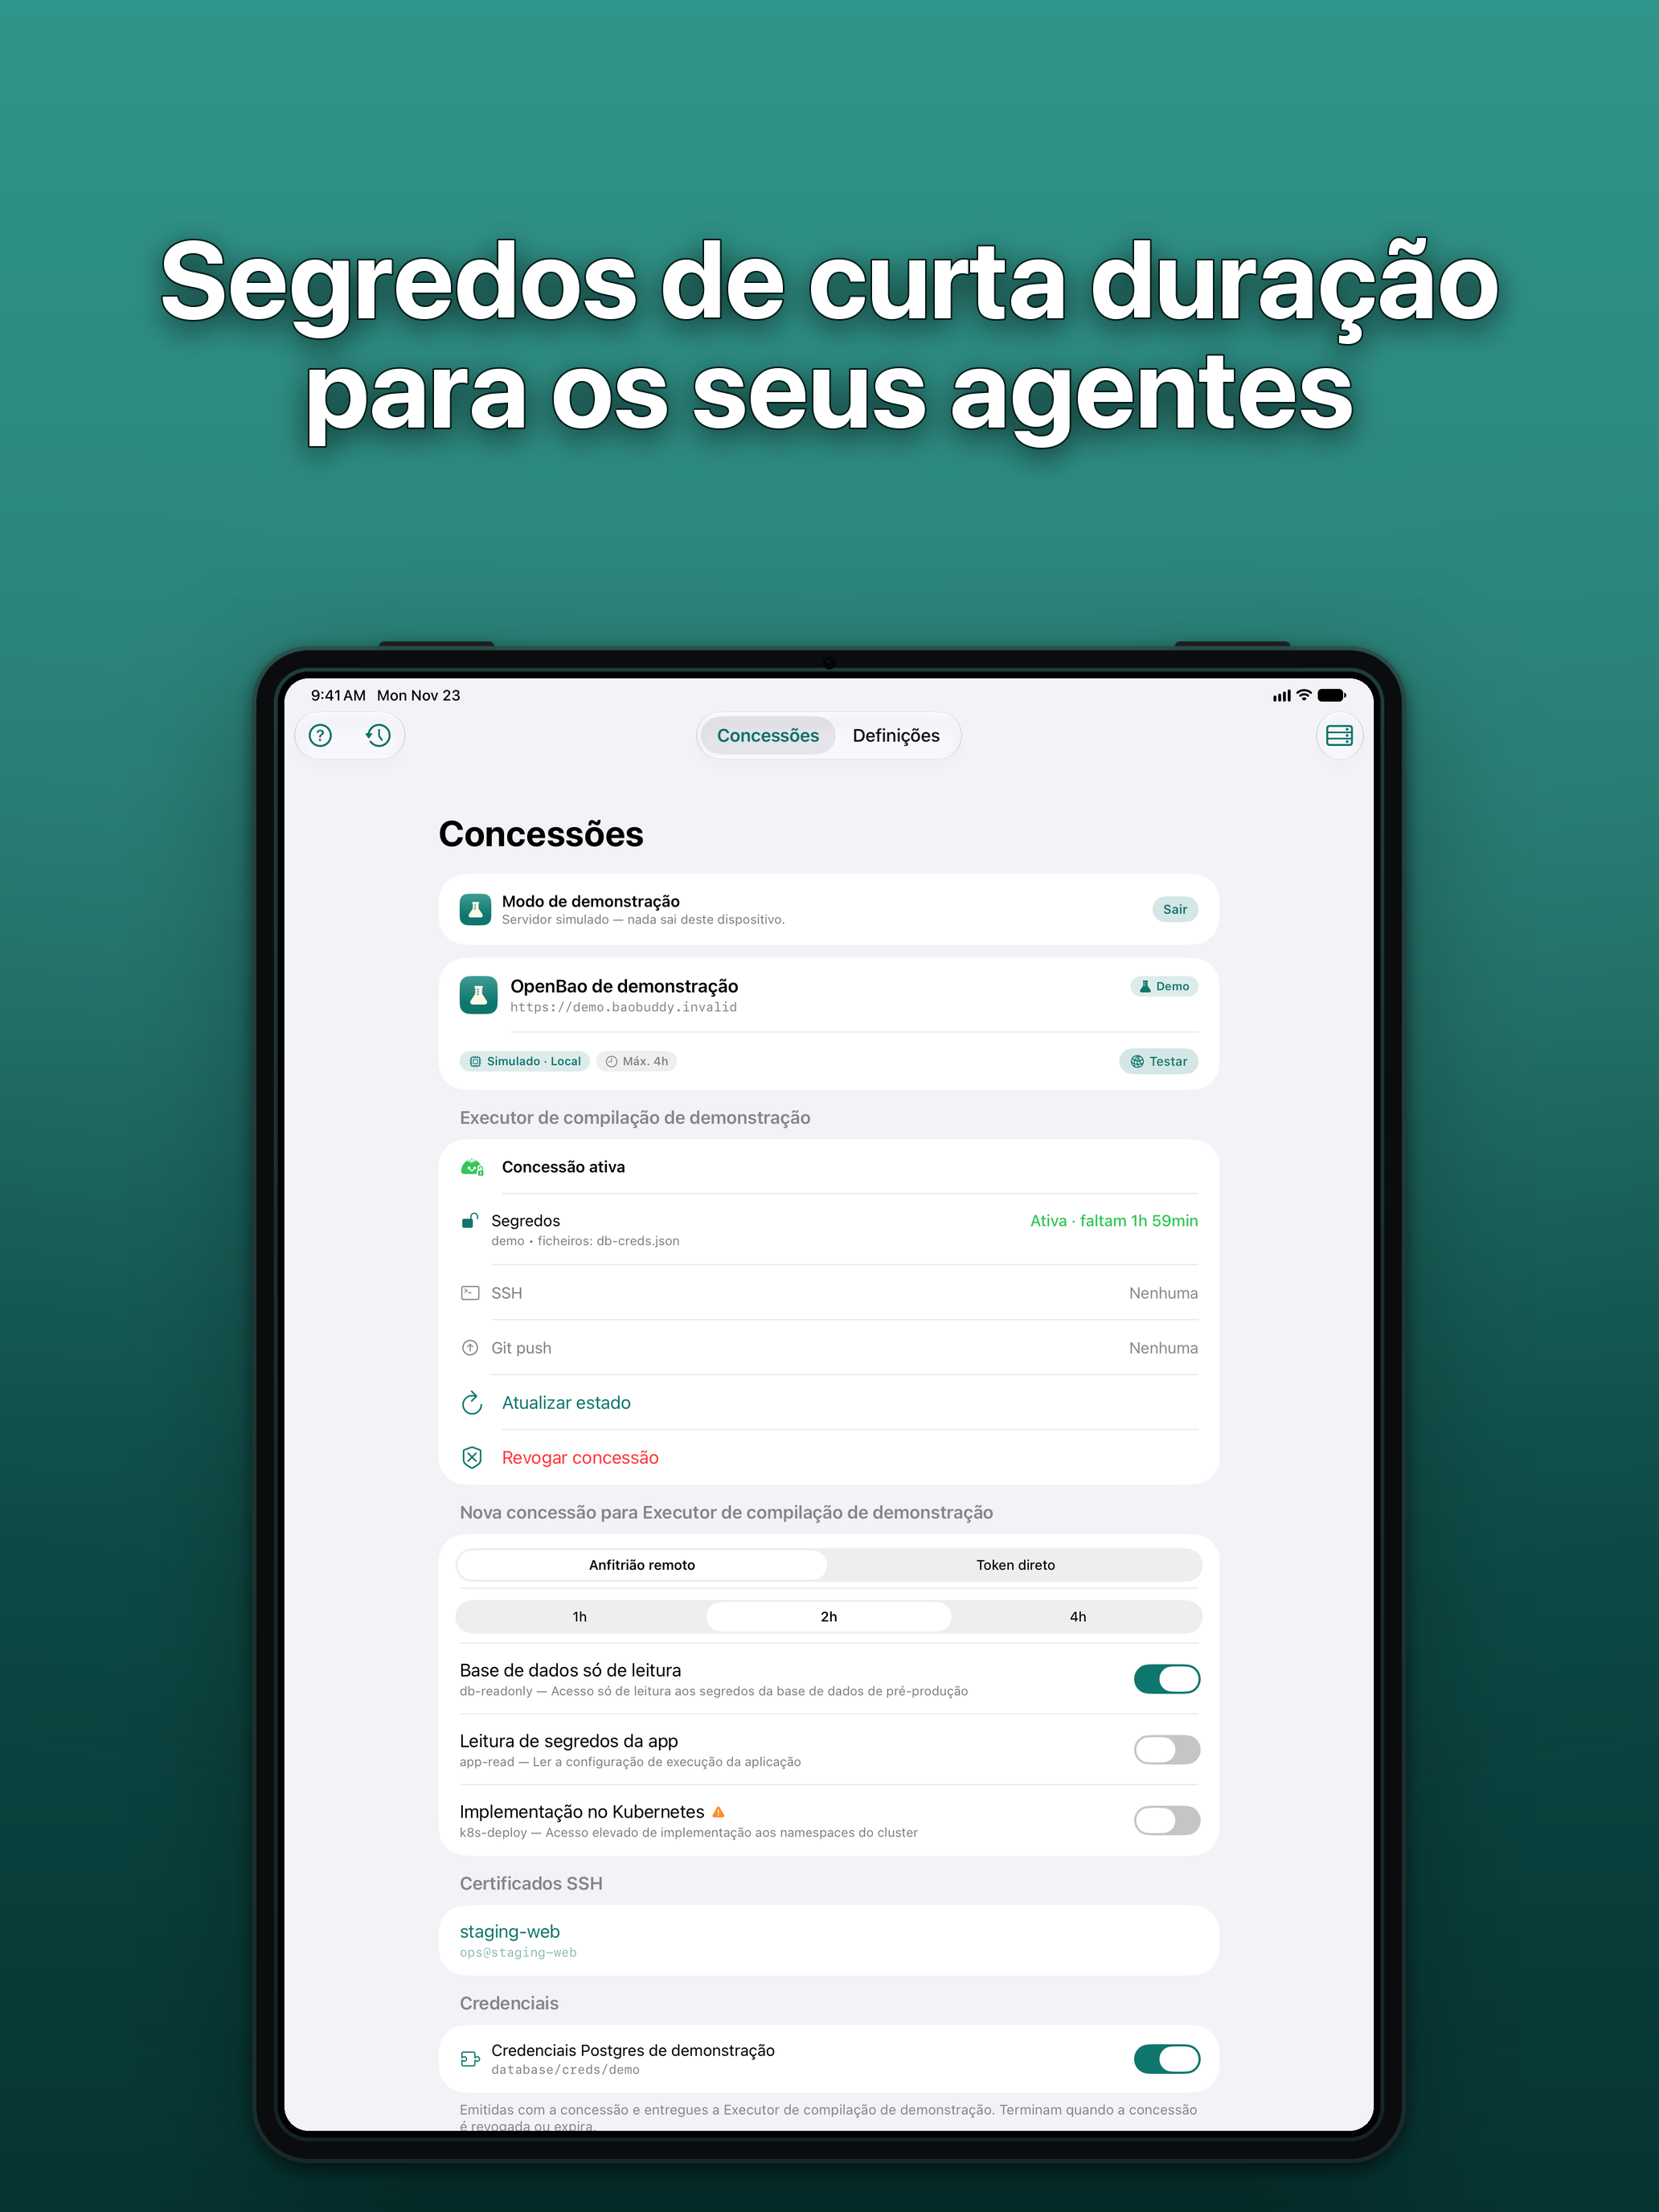 Segredos de curta duração
para os seus agentes
9:41 AM Mon Nov 23
Concessões Definições
Concessões
Modo de demonstração
Servidor simulado — nada sai deste dispositivo.
Sair
OpenBao de demonstração
https://demo.baobuddy.invalid
Demo
Simulado · Local
Máx. 4h
Testar
Executor de compilação de demonstração
Concessão ativa
Segredos
demo • ficheiros: db-creds.json
Ativa · faltam 1h 59min
SSH
Nenhuma
Git push
Nenhuma
Atualizar estado
Revogar concessão
Nova concessão para Executor de compilação de demonstração
Anfitrião remoto Token direto
1h 2h 4h
Base de dados só de leitura
db-readonly — Acesso só de leitura aos segredos da base de dados de pré-produção
Leitura de segredos da app
app-read — Ler a configuração de execução da aplicação
Implementação no Kubernetes
k8s-deploy — Acesso elevado de implementação aos namespaces do cluster
Certificados SSH
staging-web
ops@staging-web
Credenciais
Credenciais Postgres de demonstração
database/creds/demo
Emitidas com a concessão e entregues a Executor de compilação de demonstração. Terminam quando a concessão
é revogada ou expira.